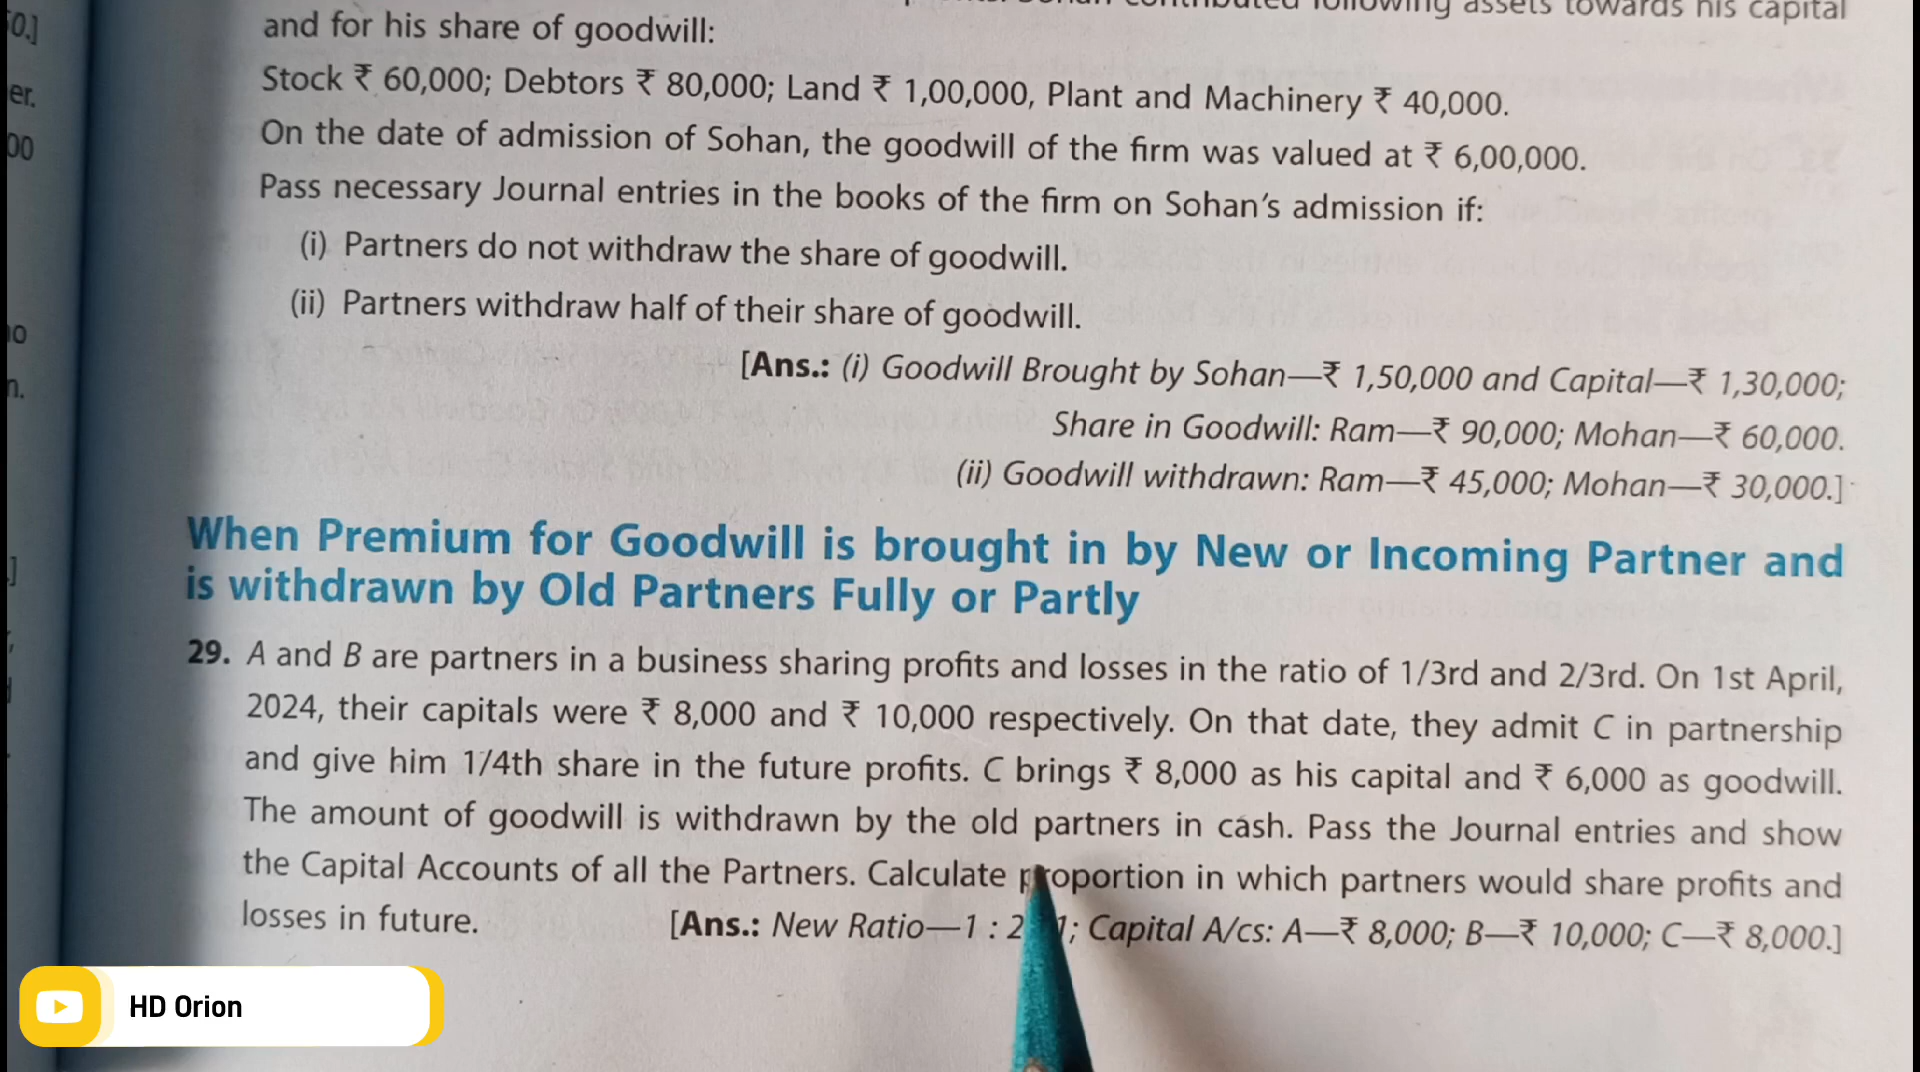 0.]
er.
00
n.
.]
contributed following assets towards his capital
and for his share of goodwill:
Stock ₹ 60,000; Debtors ₹ 80,000; Land ₹ 1,00,000, Plant and Machinery ₹ 40,000.
On the date of admission of Sohan, the goodwill of the firm was valued at ₹ 6,00,000.
Pass necessary Journal entries in the books of the firm on Sohan's admission if:
(i) Partners do not withdraw the share of goodwill.
(ii) Partners withdraw half of their share of goodwill.
[Ans.: (i) Goodwill Brought by Sohan—₹ 1,50,000 and Capital—₹ 1,30,000;
Share in Goodwill: Ram—₹ 90,000; Mohan—₹ 60,000.
(ii) Goodwill withdrawn: Ram—₹ 45,000; Mohan—₹ 30,000.]
When Premium for Goodwill is brought in by New or Incoming Partner and
is withdrawn by Old Partners Fully or Partly
29. A and B are partners in a business sharing profits and losses in the ratio of 1/3rd and 2/3rd. On 1st April,
2024, their capitals were ₹ 8,000 and ₹ 10,000 respectively. On that date, they admit C in partnership
and give him 1/4th share in the future profits. C brings ₹ 8,000 as his capital and ₹ 6,000 as goodwill.
The amount of goodwill is withdrawn by the old partners in cash. Pass the Journal entries and show
the Capital Accounts of all the Partners. Calculate proportion in which partners would share profits and
losses in future. [Ans.: New Ratio—1 : 2 1; Capital A/cs: A—₹ 8,000; B—₹ 10,000; C—₹ 8,000.]
HD Orion